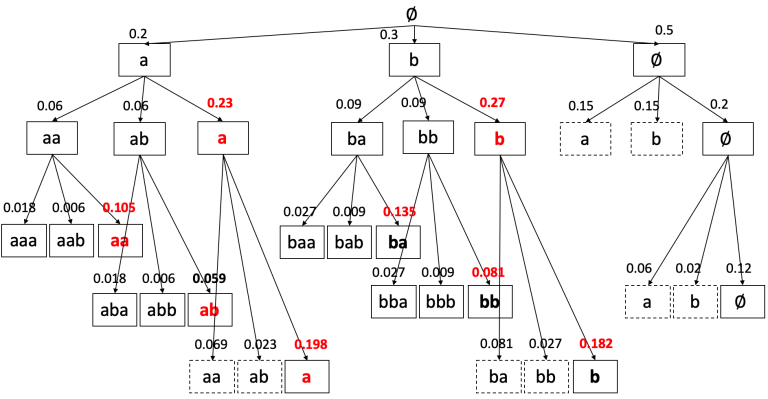 Ø
0.2 0.3 0.5
a b Ø
0.06 0.06 0.23 0.09 0.09 0.27 0.15 0.15 0.2
aa ab a ba bb b a b Ø
0.018 0.006 0.105 0.027 0.009 0.135
aaa aab aa baa bab ba
0.018 0.006 0.059 0.027 0.009 0.081 0.06 0.02 0.12
aba abb ab bba bbb bb a b Ø
0.069 0.023 0.198 0.081 0.027 0.182
aa ab a ba bb b